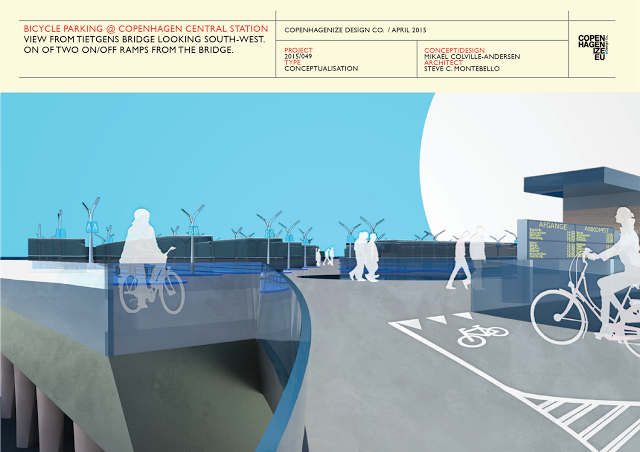 BICYCLE PARKING @ COPENHAGEN CENTRAL STATION
VIEW FROM TIETGENS BRIDGE LOOKING SOUTH-WEST.
ON OF TWO ON/OFF RAMPS FROM THE BRIDGE.
COPENHAGENIZE DESIGN CO. / APRIL 2015
PROJECT
2015/049
TYPE
CONCEPTUALISATION
CONCEPT/DESIGN
MIKAEL COLVILLE-ANDERSEN
ARCHITECT
STEVE C. MONTEBELLO
COPEN
HAGEN
IZE
EU
AFGANGE
ANKOMST